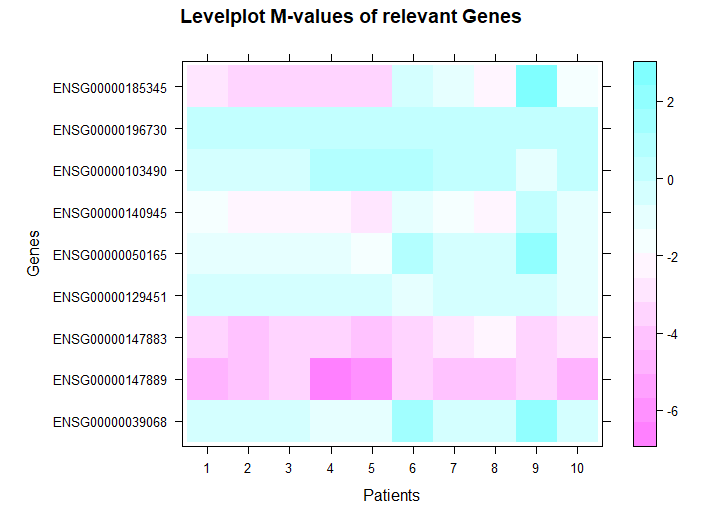 Levelplot M-values of relevant Genes
ENSG00000185345
ENSG00000196730
ENSG00000103490
ENSG00000140945
ENSG00000050165
ENSG00000129451
ENSG00000147883
ENSG00000147889
ENSG00000039068
Genes
1 2 3 4 5 6 7 8 9 10
Patients
2
0
-2
-4
-6